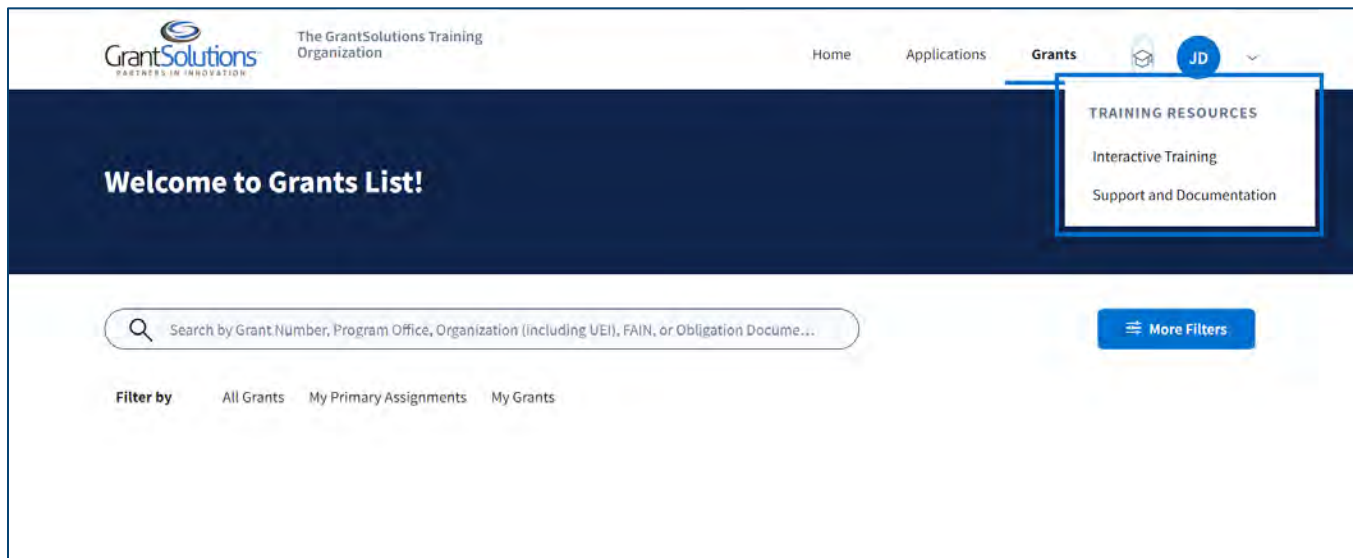 GrantSolutions
PARTNERS IN INNOVATION
The GrantSolutions Training
Organization
Home
Applications
Grants
JD
TRAINING RESOURCES
Interactive Training
Support and Documentation
Welcome to Grants List!
Search by Grant Number, Program Office, Organization (including UEI), FAIN, or Obligation Docume...
More Filters
Filter by
All Grants
My Primary Assignments
My Grants